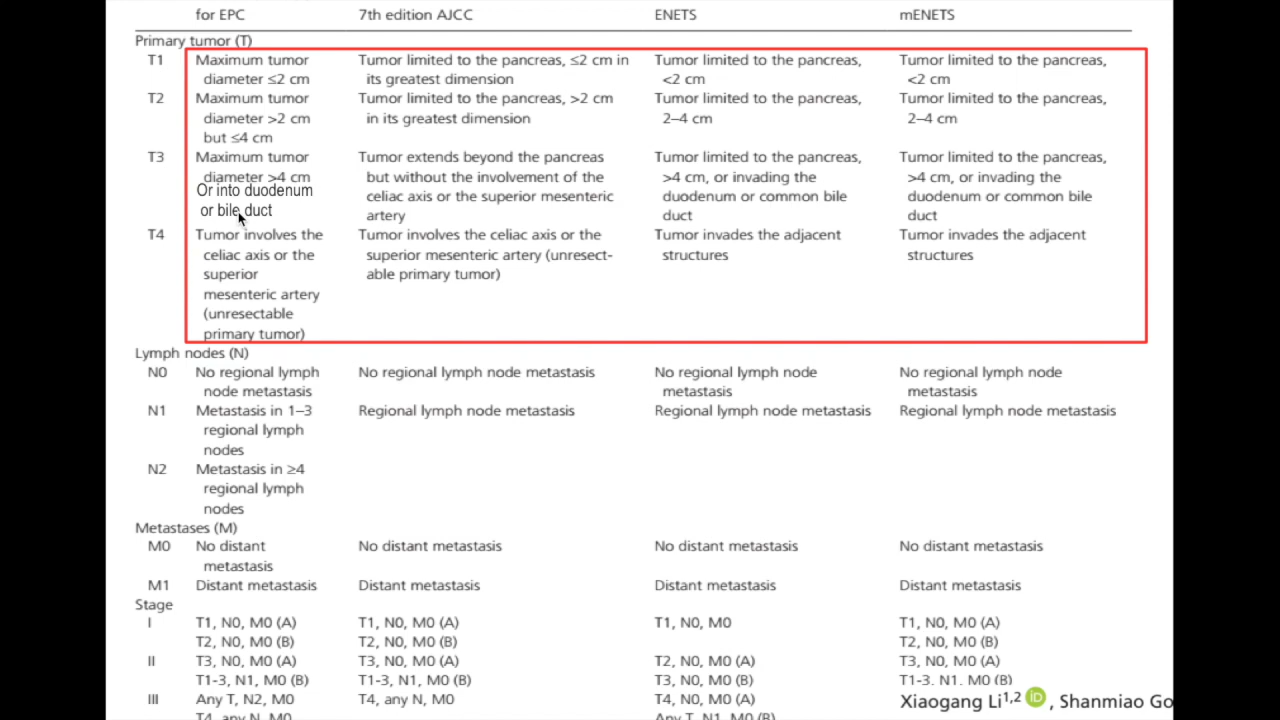 for EPC 7th edition AJCC ENETS mENETS
Primary tumor (T)
T1 Maximum tumor Tumor limited to the pancreas, ≤2 cm in Tumor limited to the pancreas, Tumor limited to the pancreas,
diameter ≤2 cm its greatest dimension <2 cm <2 cm
T2 Maximum tumor Tumor limited to the pancreas, >2 cm Tumor limited to the pancreas, Tumor limited to the pancreas,
diameter >2 cm in its greatest dimension 2–4 cm 2–4 cm
but ≤4 cm
T3 Maximum tumor Tumor extends beyond the pancreas Tumor limited to the pancreas, Tumor limited to the pancreas,
diameter >4 cm but without the involvement of the >4 cm, or invading the >4 cm, or invading the
Or into duodenum celiac axis or the superior mesenteric duodenum or common bile duodenum or common bile
or bile duct artery duct duct
T4 Tumor involves the Tumor involves the celiac axis or the Tumor invades the adjacent Tumor invades the adjacent
celiac axis or the superior mesenteric artery (unresect- structures structures
superior able primary tumor)
mesenteric artery
(unresectable
primary tumor)
Lymph nodes (N)
N0 No regional lymph No regional lymph node metastasis No regional lymph node No regional lymph node
node metastasis metastasis metastasis
N1 Metastasis in 1–3 Regional lymph node metastasis Regional lymph node metastasis Regional lymph node metastasis
regional lymph
nodes
N2 Metastasis in ≥4
regional lymph
nodes
Metastases (M)
M0 No distant No distant metastasis No distant metastasis No distant metastasis
metastasis
M1 Distant metastasis Distant metastasis Distant metastasis Distant metastasis
Stage
I T1, N0, M0 (A) T1, N0, M0 (A) T1, N0, M0 T1, N0, M0 (A)
T2, N0, M0 (B) T2, N0, M0 (B) T2, N0, M0 (B)
II T3, N0, M0 (A) T3, N0, M0 (A) T2, N0, M0 (A) T3, N0, M0 (A)
T1-3, N1, M0 (B) T1-3, N1, M0 (B) T3, N0, M0 (B) T1-3, N1, M0 (B)
III Any T, N2, M0 T4, any N, M0 T4, N0, M0 (A) Xiaogang Li1,2 iD , Shanmiao Go
T4, any N, M0 Any T, N1, M0 (B)